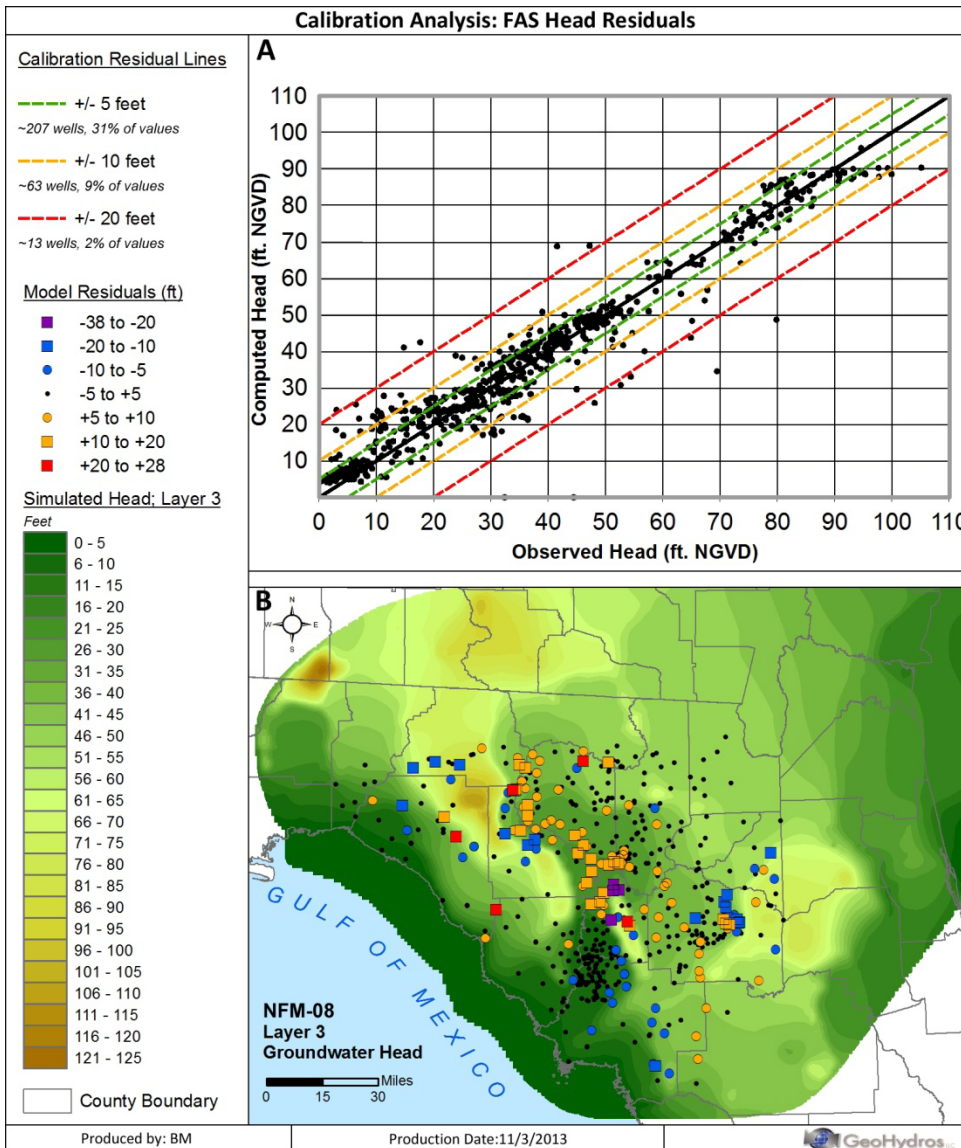 Calibration Analysis: FAS Head Residuals
Calibration Residual Lines
+/- 5 feet
~207 wells, 31% of values
+/- 10 feet
~63 wells, 9% of values
+/- 20 feet
~13 wells, 2% of values
Model Residuals (ft)
-38 to -20
-20 to -10
-10 to -5
-5 to +5
+5 to +10
+10 to +20
+20 to +28
Simulated Head; Layer 3
Feet
0 - 5
6 - 10
11 - 15
16 - 20
21 - 25
26 - 30
31 - 35
36 - 40
41 - 45
46 - 50
51 - 55
56 - 60
61 - 65
66 - 70
71 - 75
76 - 80
81 - 85
86 - 90
91 - 95
96 - 100
101 - 105
106 - 110
111 - 115
116 - 120
121 - 125
County Boundary
A
Computed Head (ft. NGVD)
110
100
90
80
70
60
50
40
30
20
10
0 10 20 30 40 50 60 70 80 90 100 110
Observed Head (ft. NGVD)
B
N
W E
S
GULF OF MEXICO
NFM-08
Layer 3
Groundwater Head
Miles
0 15 30
Produced by: BM
Production Date:11/3/2013
GeoHydros